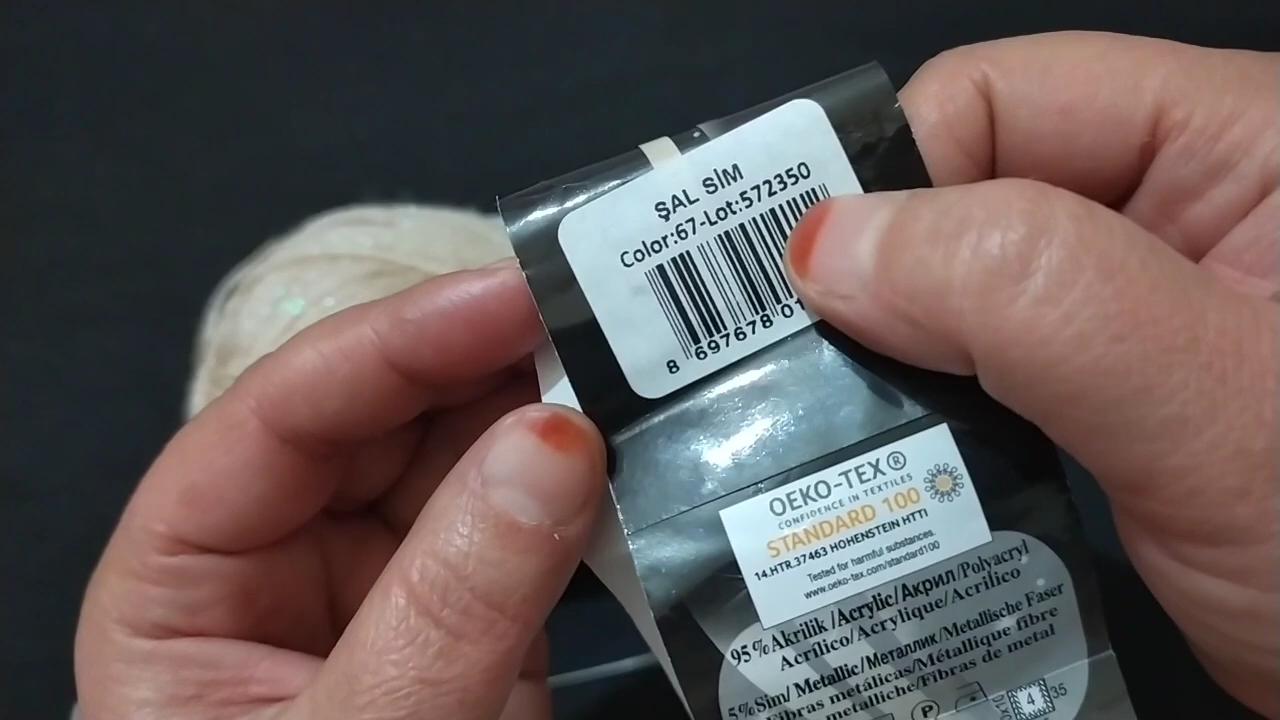 ŞAL SİM
Color:67-Lot:572350
8 697678 01
OEKO-TEX®
CONFIDENCE IN TEXTILES
STANDARD 100
14.HTR.37463 HOHENSTEIN HTTI
Tested for harmful substances.
www.oeko-tex.com/standard100
95%Akrilik/Acrylic/Акрил/Polyacryl
Acrílico/Acrylique/Acrilico
5%Sim/Metallic/Металлик/Metallische Faser
Fibras metálicas/Métallique fibre
metalliche/Fibras de metal
P
4 35